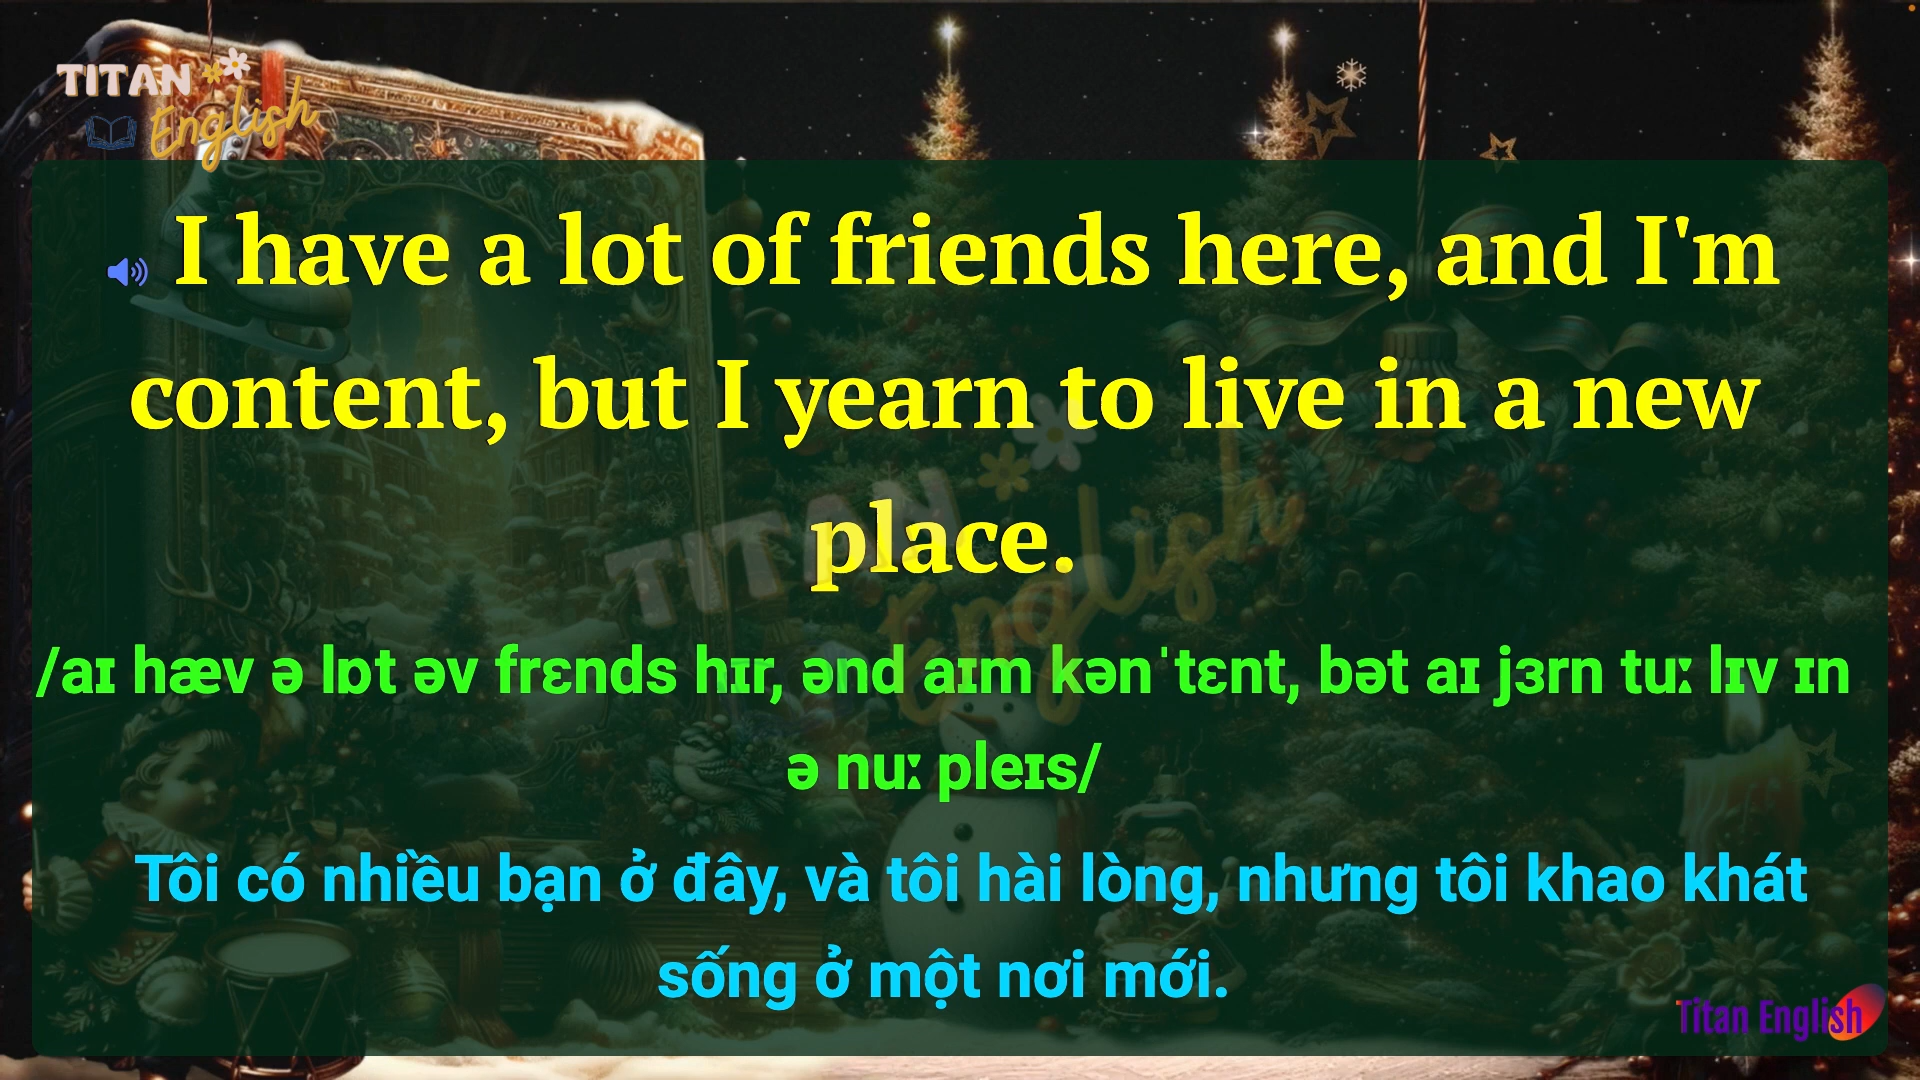 TITAN
English
I have a lot of friends here, and I'm
content, but I yearn to live in a new
place.
TITAN
English
/aɪ hæv ə lɒt əv frɛnds hɪr, ənd aɪm kənˈtɛnt, bət aɪ jɜrn tuː lɪv ɪn
ə nuː pleɪs/
Tôi có nhiều bạn ở đây, và tôi hài lòng, nhưng tôi khao khát
sống ở một nơi mới.
Titan English